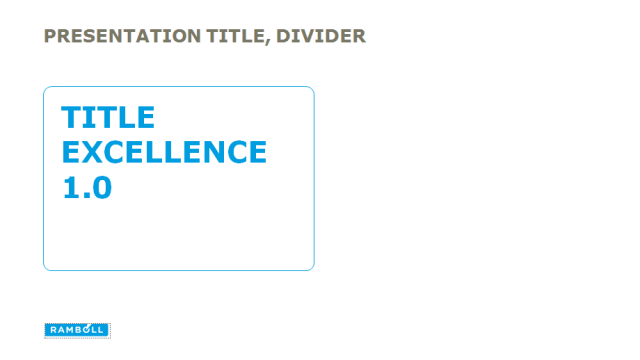 PRESENTATION TITLE, DIVIDER
TITLE
EXCELLENCE
1.0
RAMBOLL